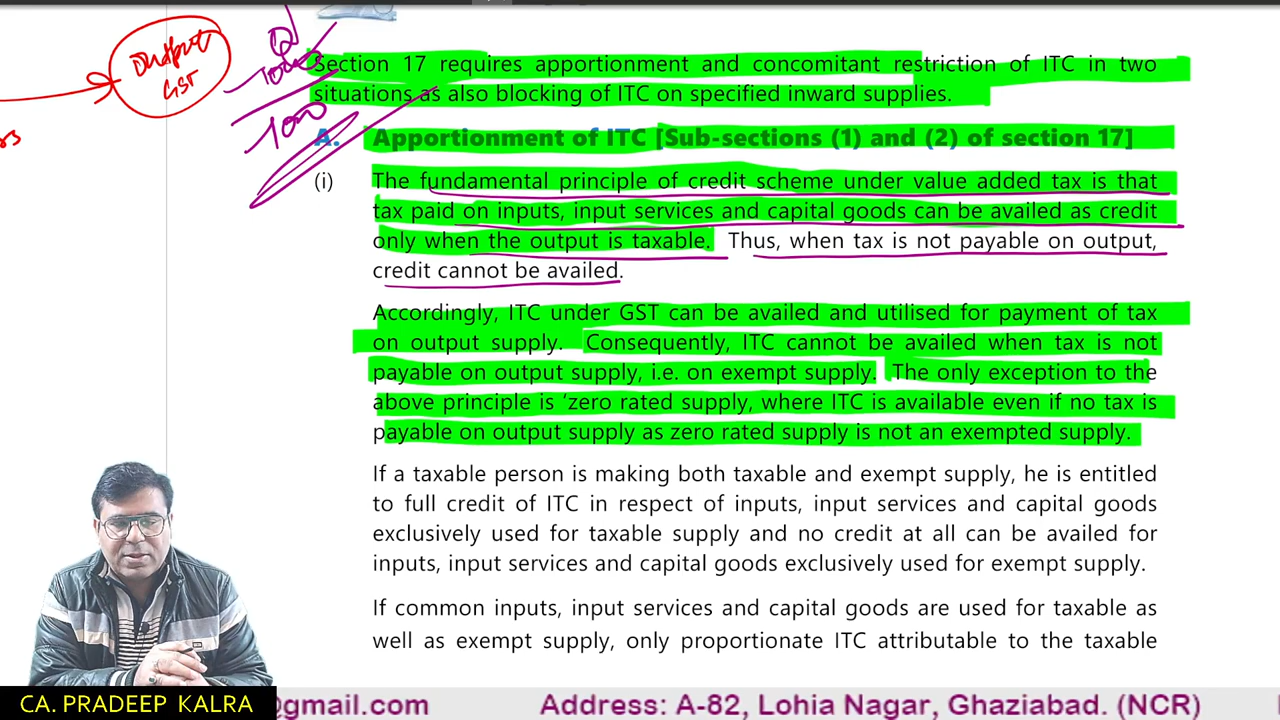 Output
GST
Section 17 requires apportionment and concomitant restriction of ITC in two
situations as also blocking of ITC on specified inward supplies.
A. Apportionment of ITC [Sub-sections (1) and (2) of section 17]
(i) The fundamental principle of credit scheme under value added tax is that
tax paid on inputs, input services and capital goods can be availed as credit
only when the output is taxable. Thus, when tax is not payable on output,
credit cannot be availed.
Accordingly, ITC under GST can be availed and utilised for payment of tax
on output supply. Consequently, ITC cannot be availed when tax is not
payable on output supply, i.e. on exempt supply. The only exception to the
above principle is ‘zero rated supply, where ITC is available even if no tax is
payable on output supply as zero rated supply is not an exempted supply.
If a taxable person is making both taxable and exempt supply, he is entitled
to full credit of ITC in respect of inputs, input services and capital goods
exclusively used for taxable supply and no credit at all can be availed for
inputs, input services and capital goods exclusively used for exempt supply.
If common inputs, input services and capital goods are used for taxable as
well as exempt supply, only proportionate ITC attributable to the taxable
CA. PRADEEP KALRA
@gmail.com Address: A-82, Lohia Nagar, Ghaziabad. (NCR)